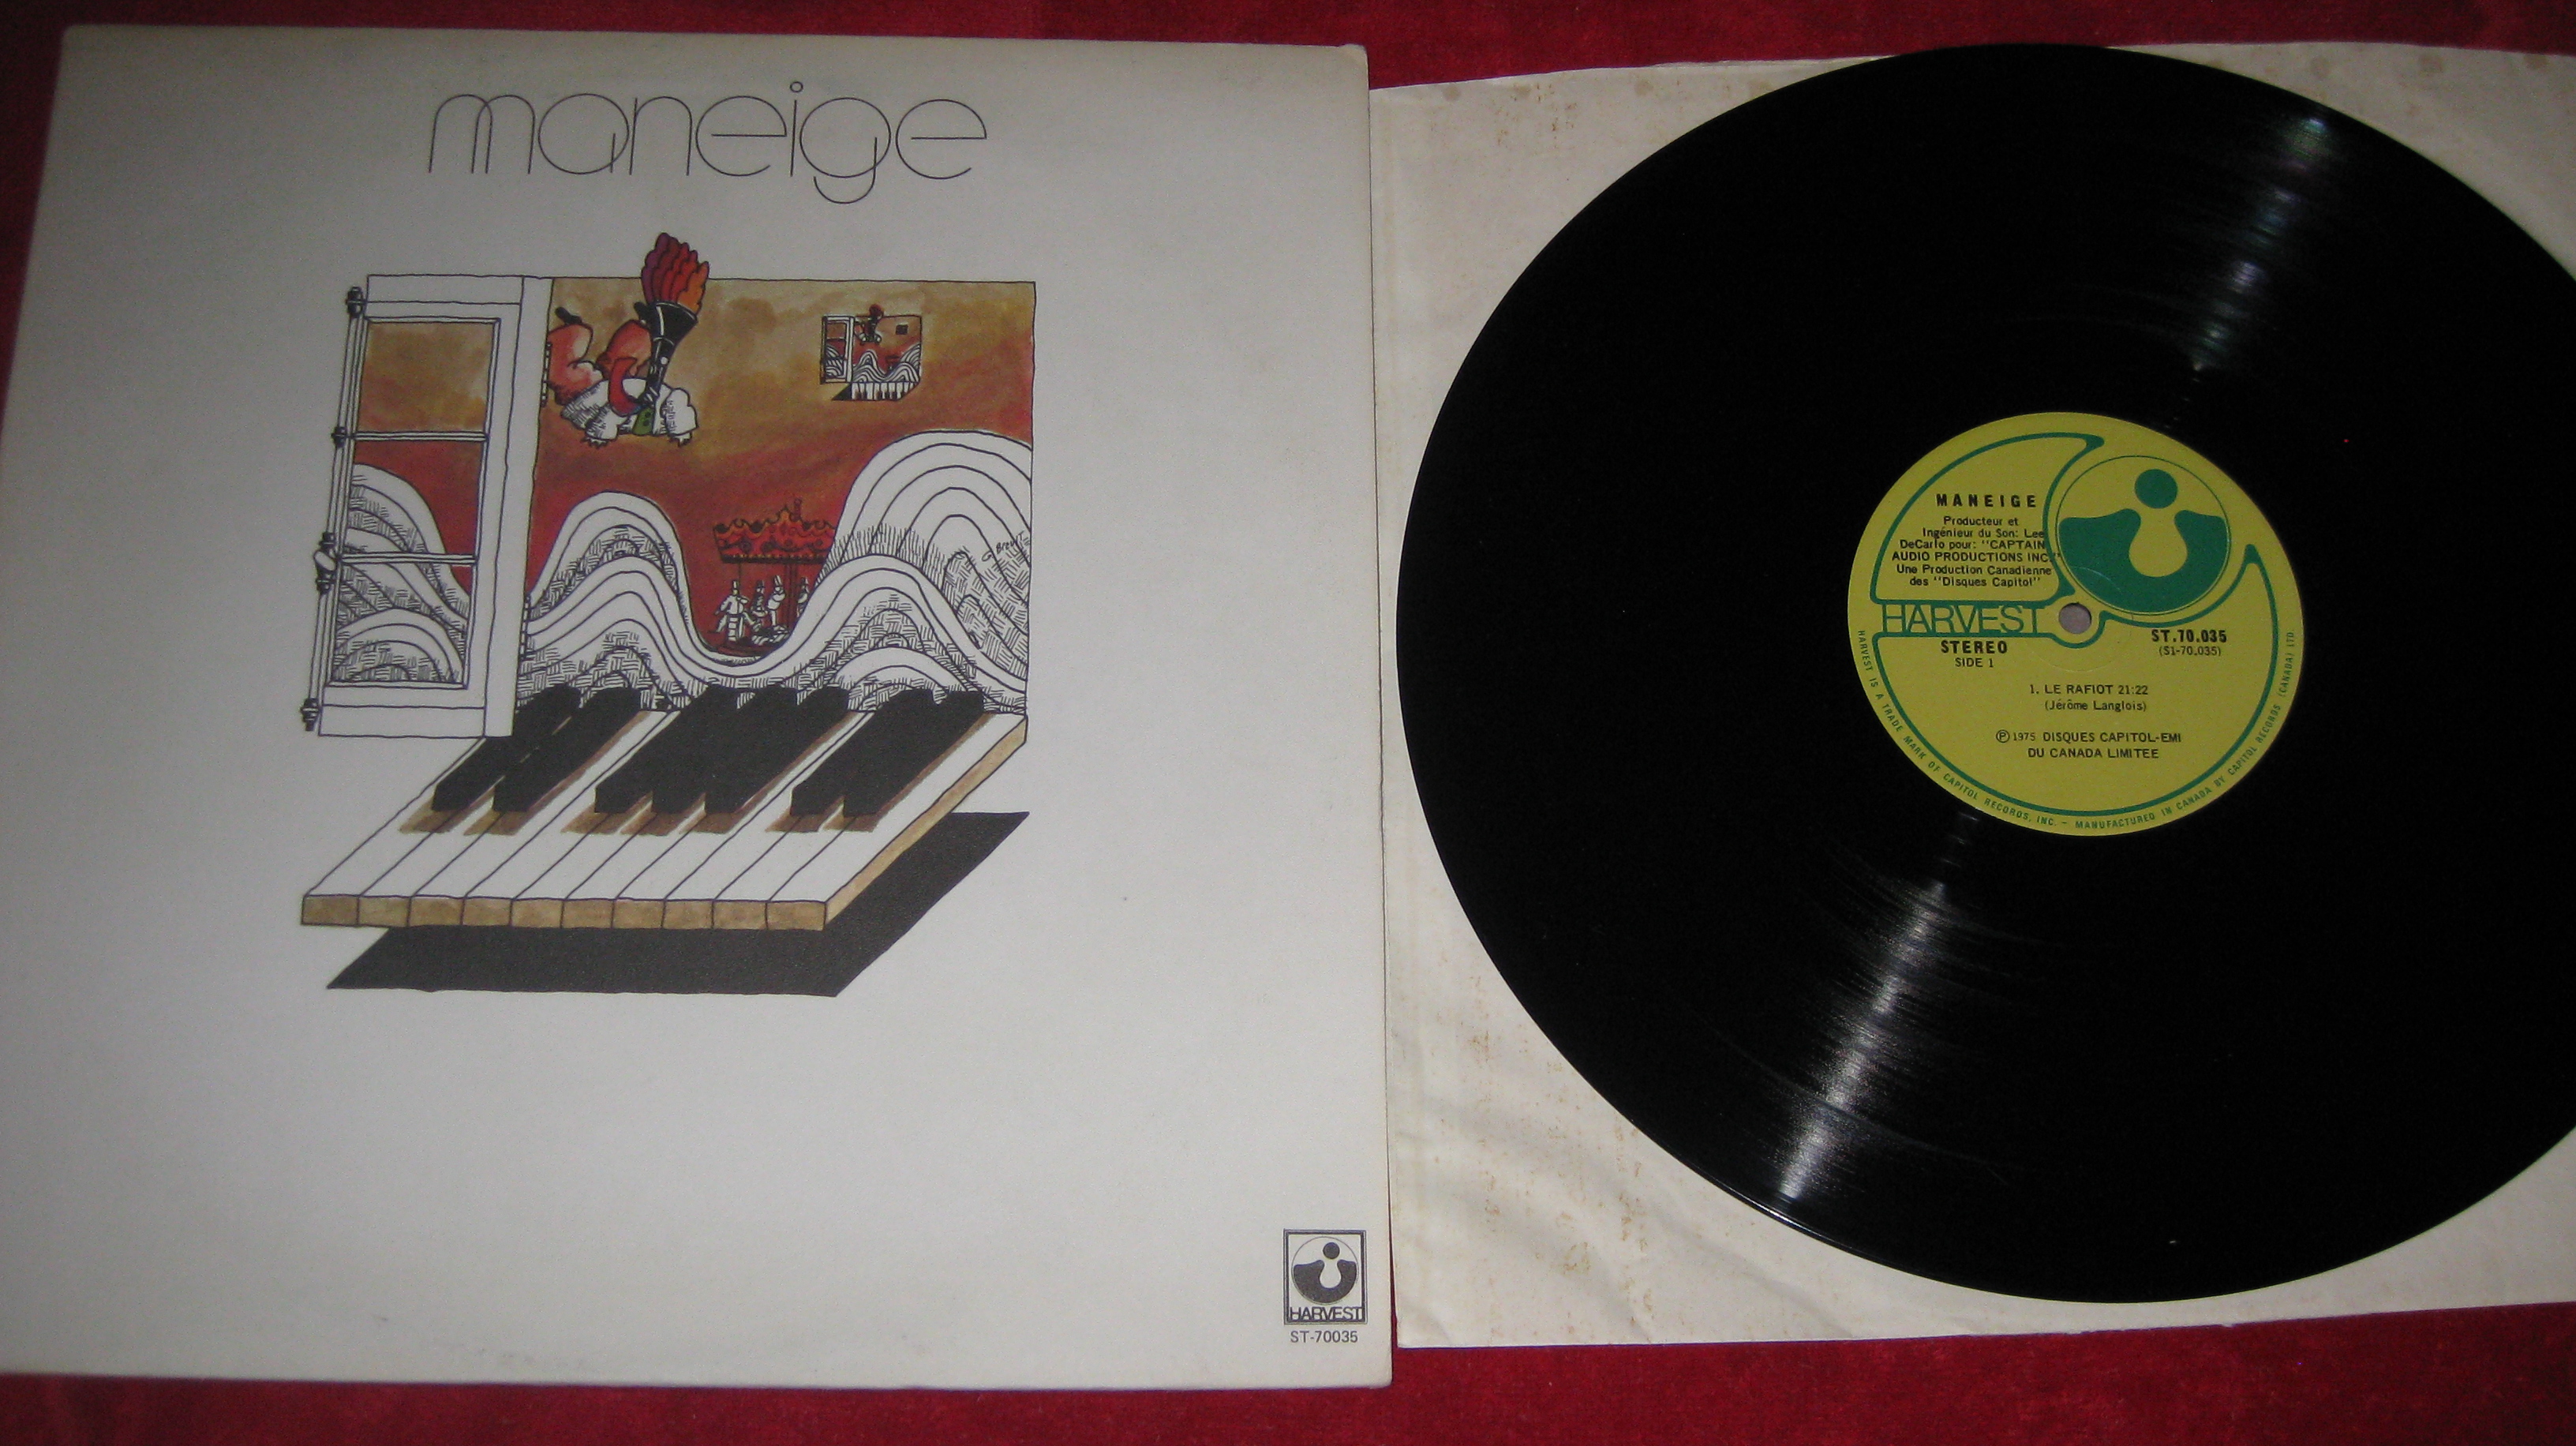 maneige
HARVEST
ST-70035
MANEIGE
Producteur et
Ingénieur du Son: Lee
DeCarlo pour: "CAPTAIN
AUDIO PRODUCTIONS INC."
Une Production Canadienne
des "Disques Capitol"
HARVEST
STEREO
SIDE 1
ST.70.035
(S1-70.035)
1. LE RAFIOT 21:22
(Jérôme Langlois)
Ⓟ 1975 DISQUES CAPITOL-EMI
DU CANADA LIMITEE
HARVEST IS A TRADE MARK OF CAPITOL RECORDS, INC. — MANUFACTURED IN CANADA BY CAPITOL RECORDS (CANADA) LTD.